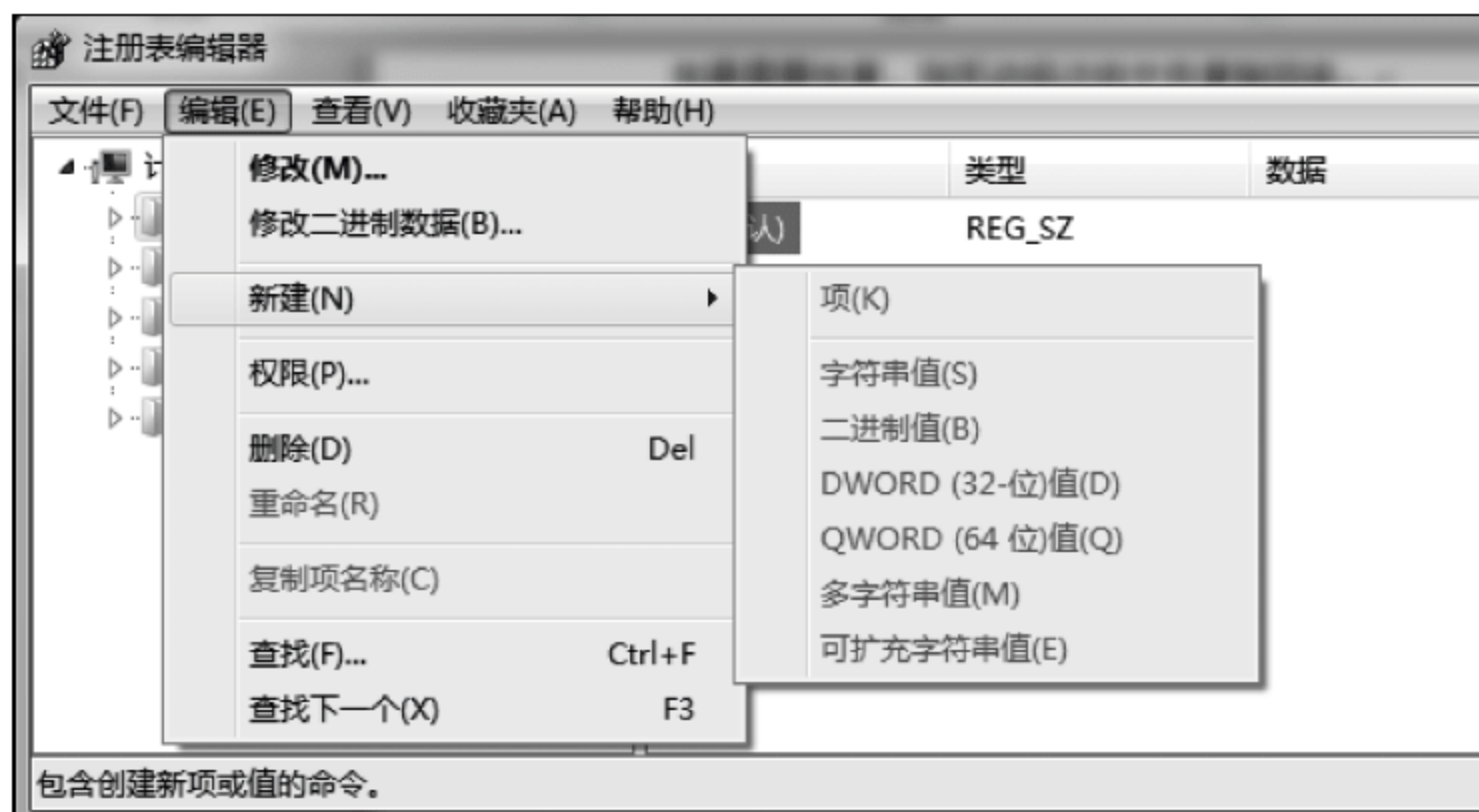 注册表编辑器
文件(F) 编辑(E) 查看(V) 收藏夹(A) 帮助(H)
类型 数据
修改(M)...
修改二进制数据(B)...
认) REG_SZ
新建(N) 项(K)
权限(P)... 字符串值(S)
二进制值(B)
删除(D) Del
DWORD (32-位)值(D)
重命名(R)
QWORD (64 位)值(Q)
复制项名称(C)
多字符串值(M)
查找(F)... Ctrl+F
可扩充字符串值(E)
查找下一个(X) F3
包含创建新项或值的命令。